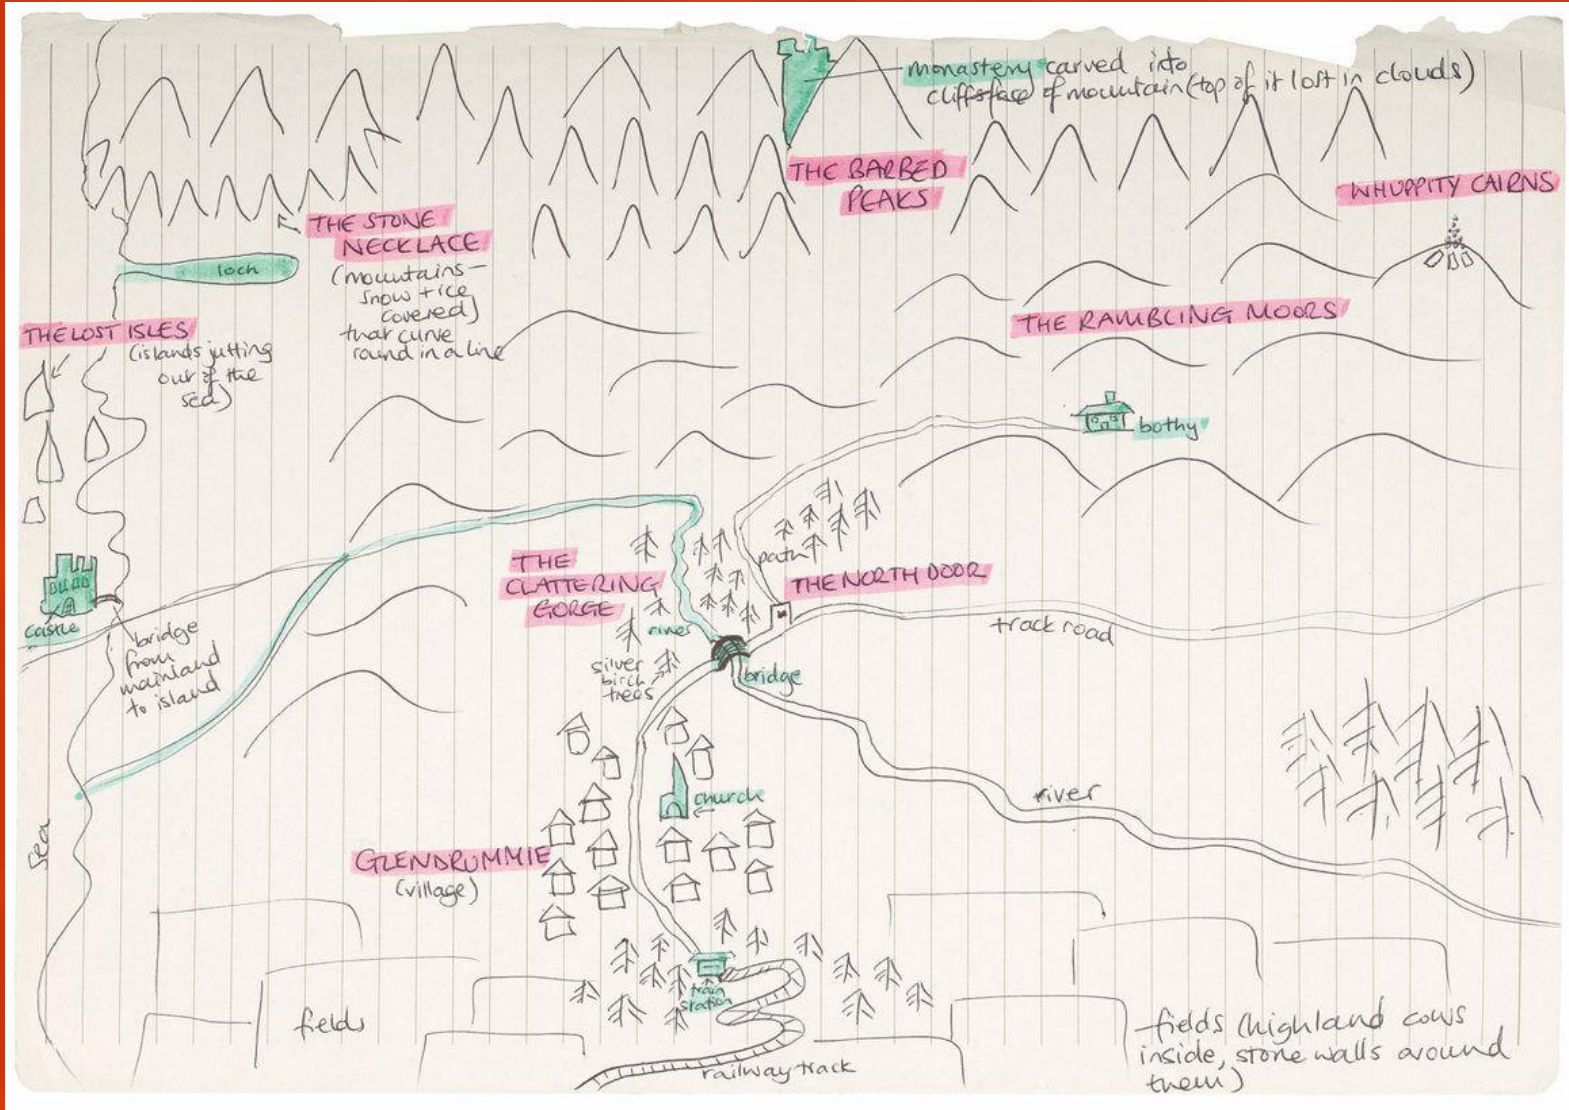 monastery carved into
cliffsface of mountain (top of it lost in clouds)
THE BARBED
PEAKS
WHUPPITY CAIRNS
THE STONE
NECKLACE
(mountains –
snow + ice
covered)
that curve
round in a line
loch
THE LOST ISLES
(islands jutting
out of the
sea)
THE RAMBLING MOORS
bothy
path
THE
CLATTERING
GORGE
THE NORTH DOOR
river
track road
castle
bridge
from
mainland
to island
silver
birch
trees
bridge
church
river
sea
GLENDRUMMIE
(village)
train
station
fields
railway track
fields (highland cows
inside, stone walls around
them)